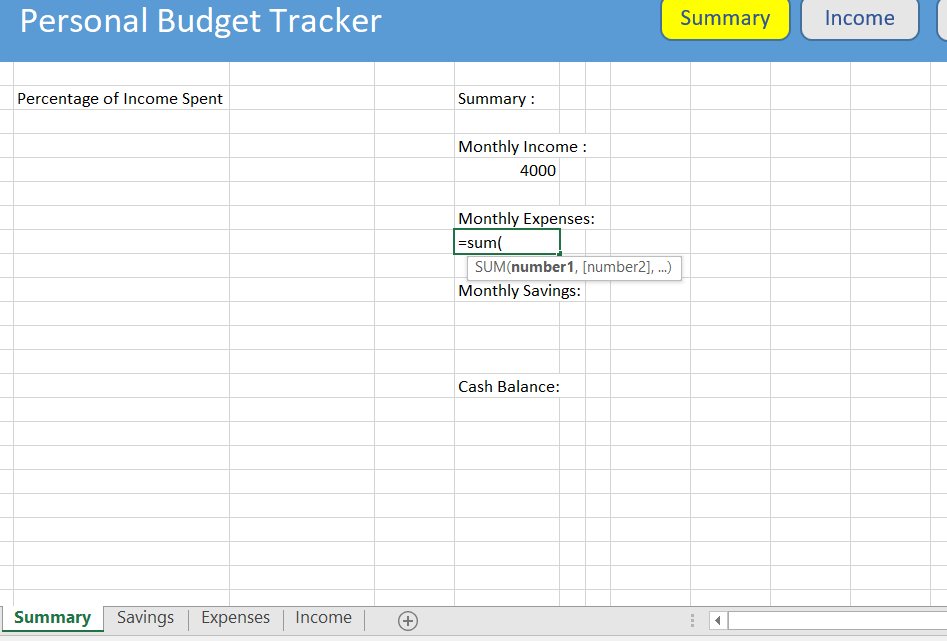 Personal Budget Tracker
Summary
Income
Percentage of Income Spent
Summary :
Monthly Income :
4000
Monthly Expenses:
=sum(
SUM(number1, [number2], ...)
Monthly Savings:
Cash Balance:
Summary
Savings
Expenses
Income